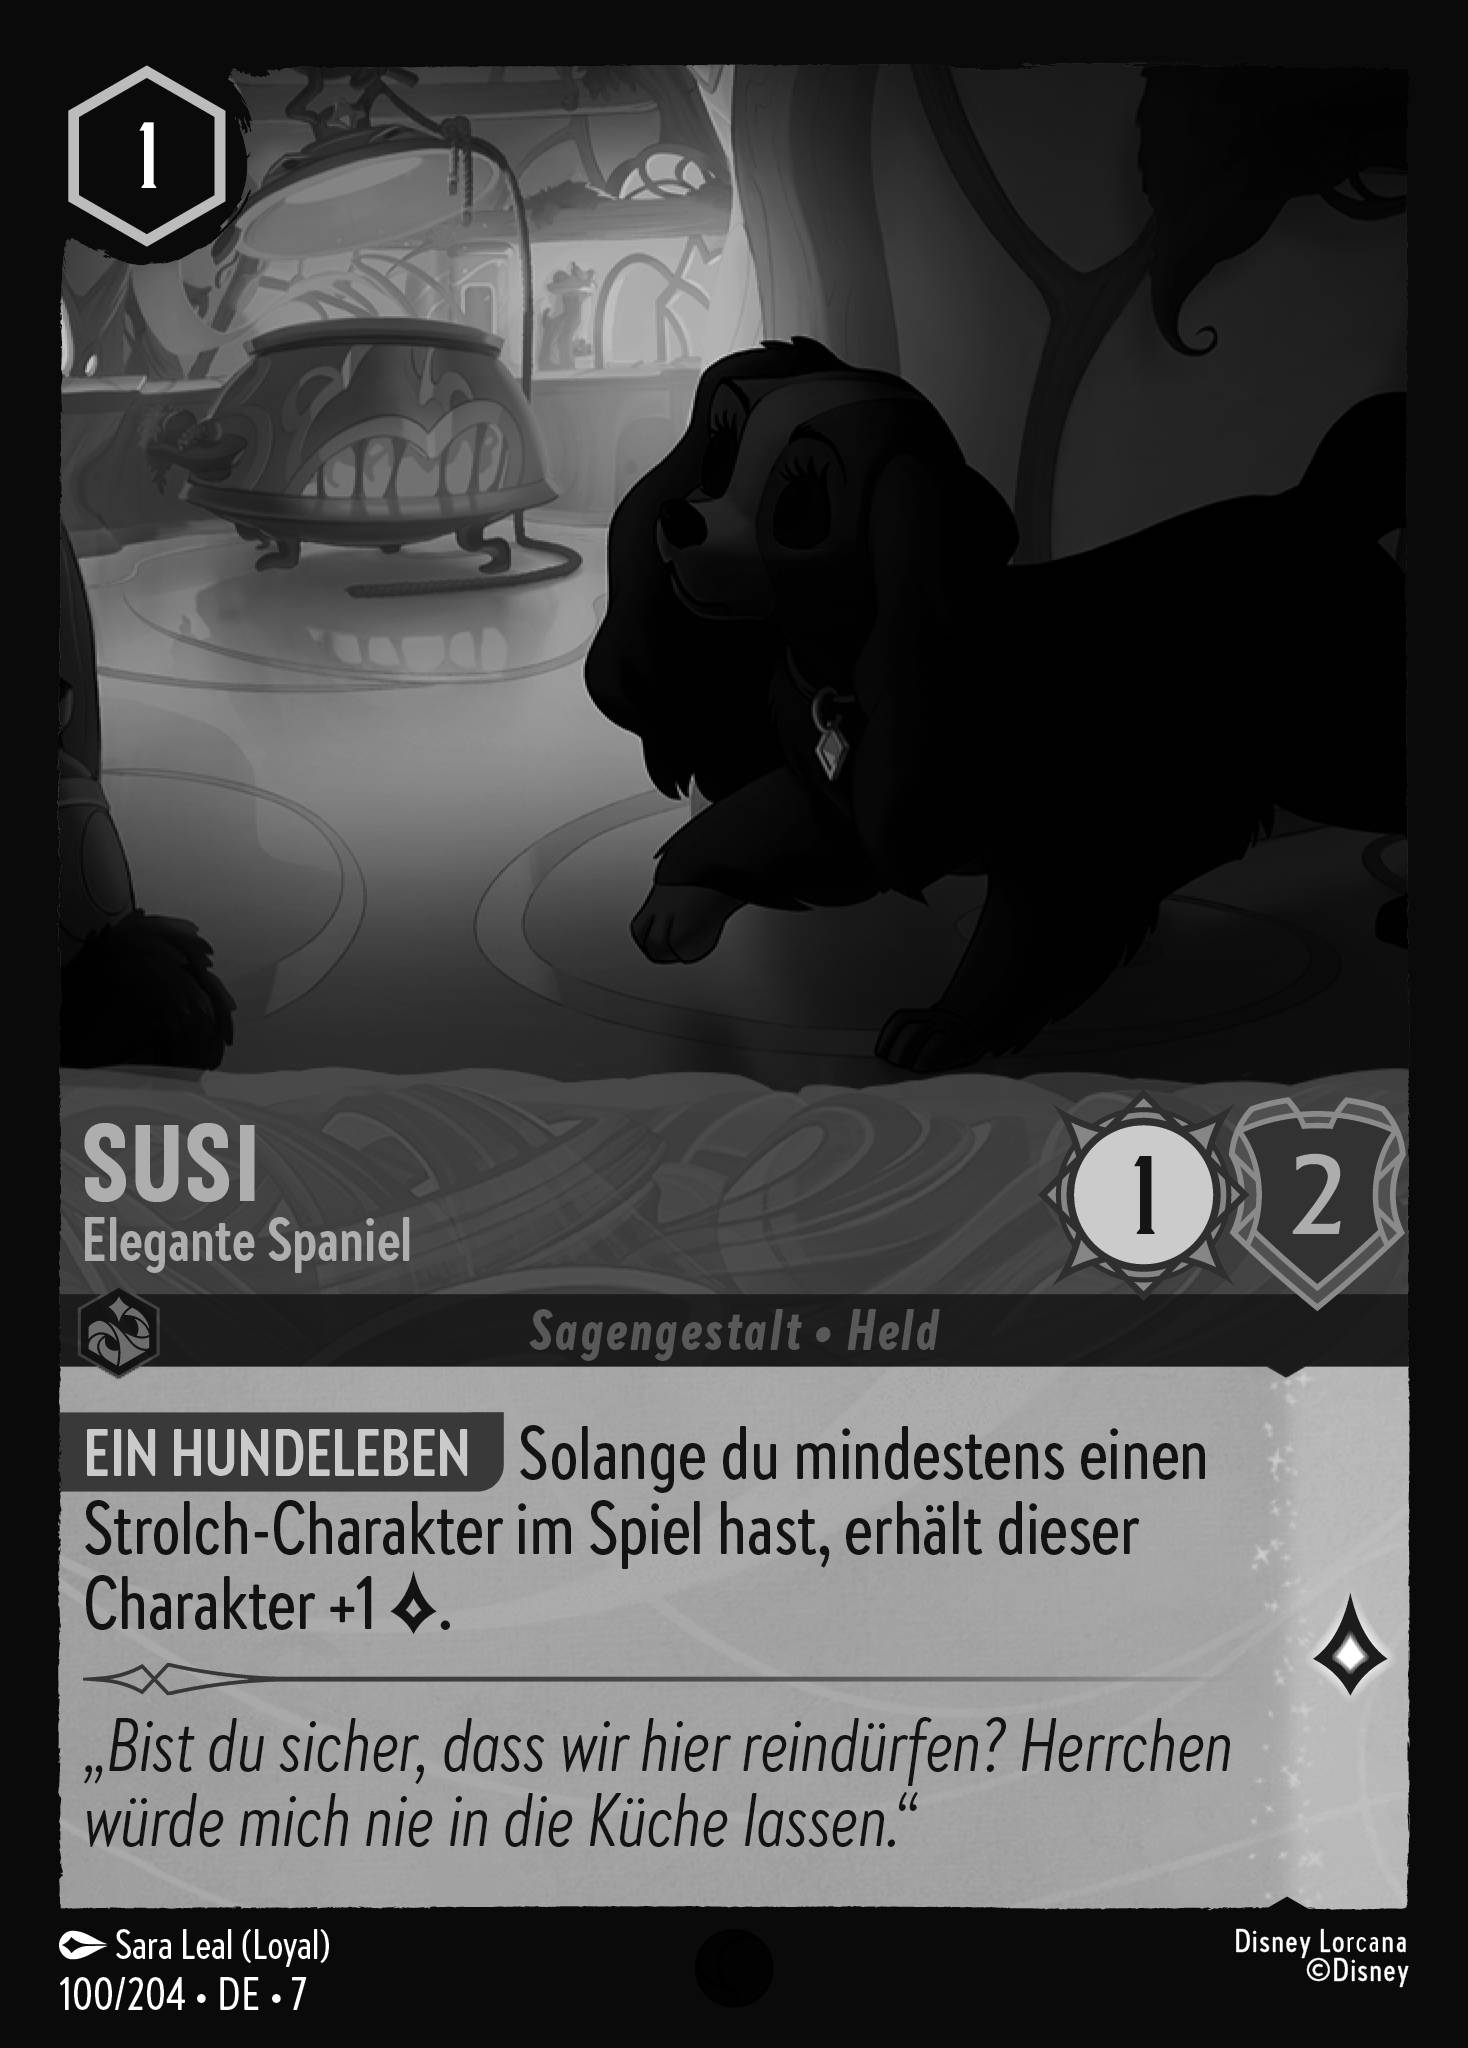 1
SUSI
Elegante Spaniel
1 2
Sagengestalt • Held
EIN HUNDELEBEN Solange du mindestens einen
Strolch-Charakter im Spiel hast, erhält dieser
Charakter +1 .
„Bist du sicher, dass wir hier reindürfen? Herrchen
würde mich nie in die Küche lassen.“
Sara Leal (Loyal)
100/204 • DE • 7
Disney Lorcana
©Disney